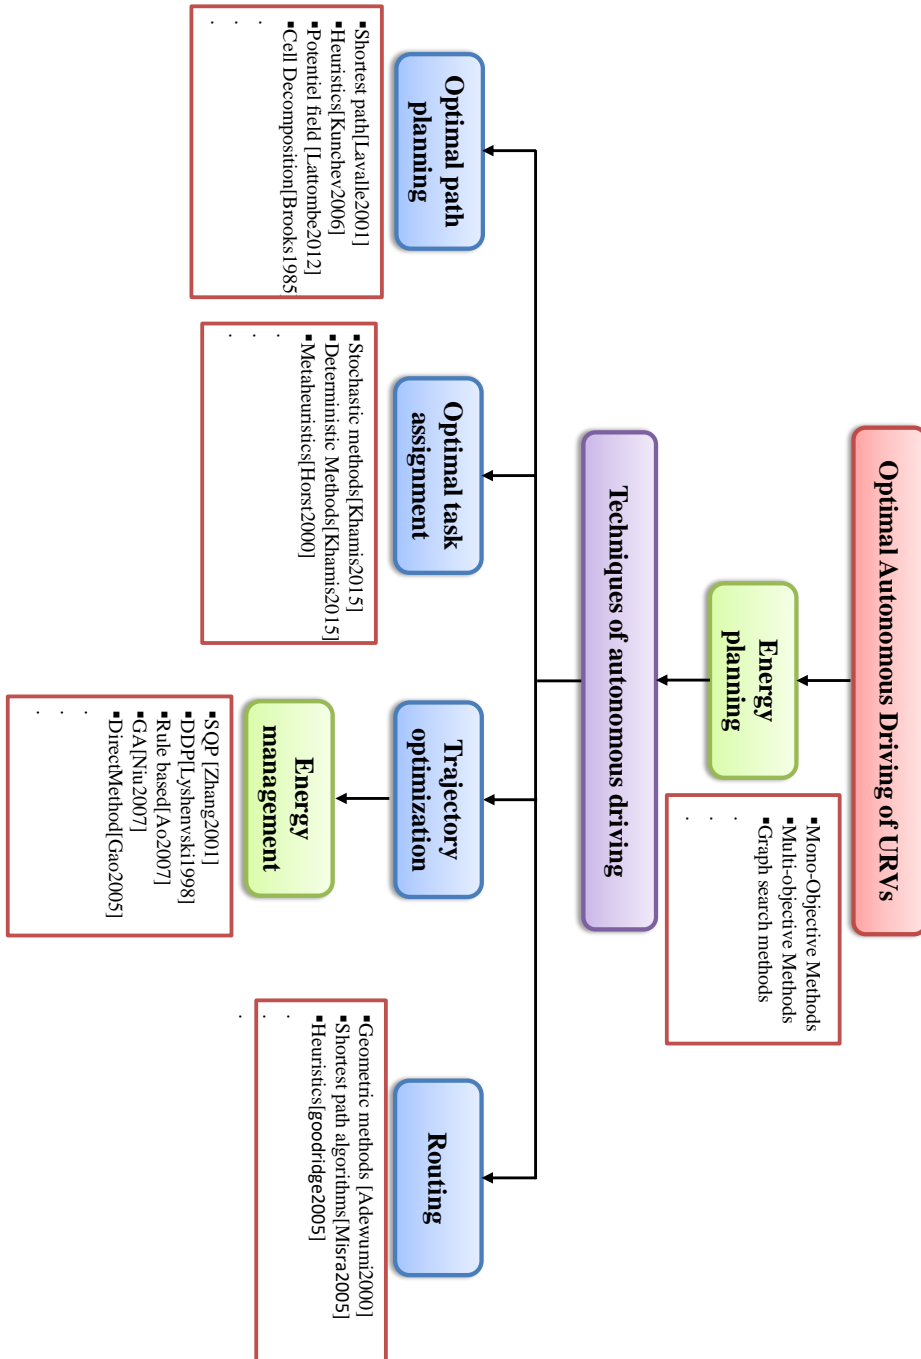 Optimal Autonomous Driving of URVs
Energy
planning
▪Mono-Objective Methods
▪Multi-objective Methods
▪Graph search methods
.
.
.
Techniques of autonomous driving
Optimal path
planning
▪Shortest path[Lavalle2001]
▪Heuristics[Kunchev2006]
▪Potentiel field [Lattombe2012]
▪Cell Decomposition[Brooks1985
.
.
.
Optimal task
assignment
▪Stochastic methods[Khamis2015]
▪Deterministic Methods[Khamis2015]
▪Metaheuristics[Horst2000]
.
.
.
Trajectory
optimization
Energy
management
▪SQP [Zhang2001]
▪DDP[Lyshenvski1998]
▪Rule based[Ao2007]
▪GA[Niu2007]
▪DirectMethod[Gao2005]
.
.
.
Routing
▪Geometric methods [Adewumi2000]
▪Shortest path algorithms[Misra2005]
▪Heuristics[goodridge2005]
.
.
.